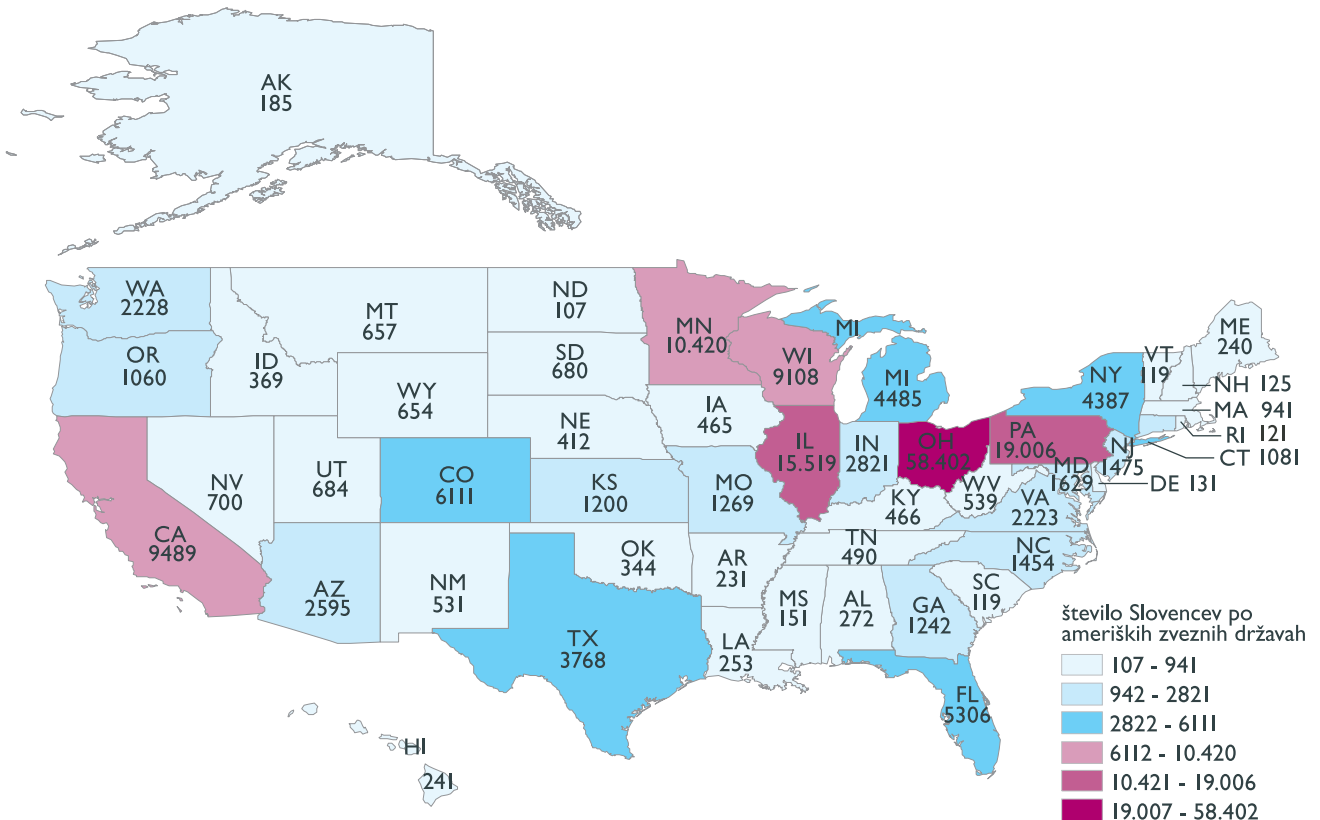 AK
185
WA
2228
OR
1060
ID
369
MT
657
WY
654
ND
107
SD
680
NE
412
MN
10.420
WI
9108
MI
MI
4485
IA
465
IL
15.519
IN
2821
OH
58.402
PA
19.006
NY
4387
VT
119
ME
240
NH 125
MA 941
RI 121
CT 1081
NJ
1475
MD
1629
DE 131
WV
539
VA
2223
KY
466
NC
1454
TN
490
SC
119
NV
700
UT
684
CO
6111
KS
1200
MO
1269
CA
9489
AZ
2595
NM
531
OK
344
AR
231
MS
151
AL
272
GA
1242
TX
3768
LA
253
FL
5306
HI
241
število Slovencev po
ameriških zveznih državah
107 - 941
942 - 2821
2822 - 6111
6112 - 10.420
10.421 - 19.006
19.007 - 58.402